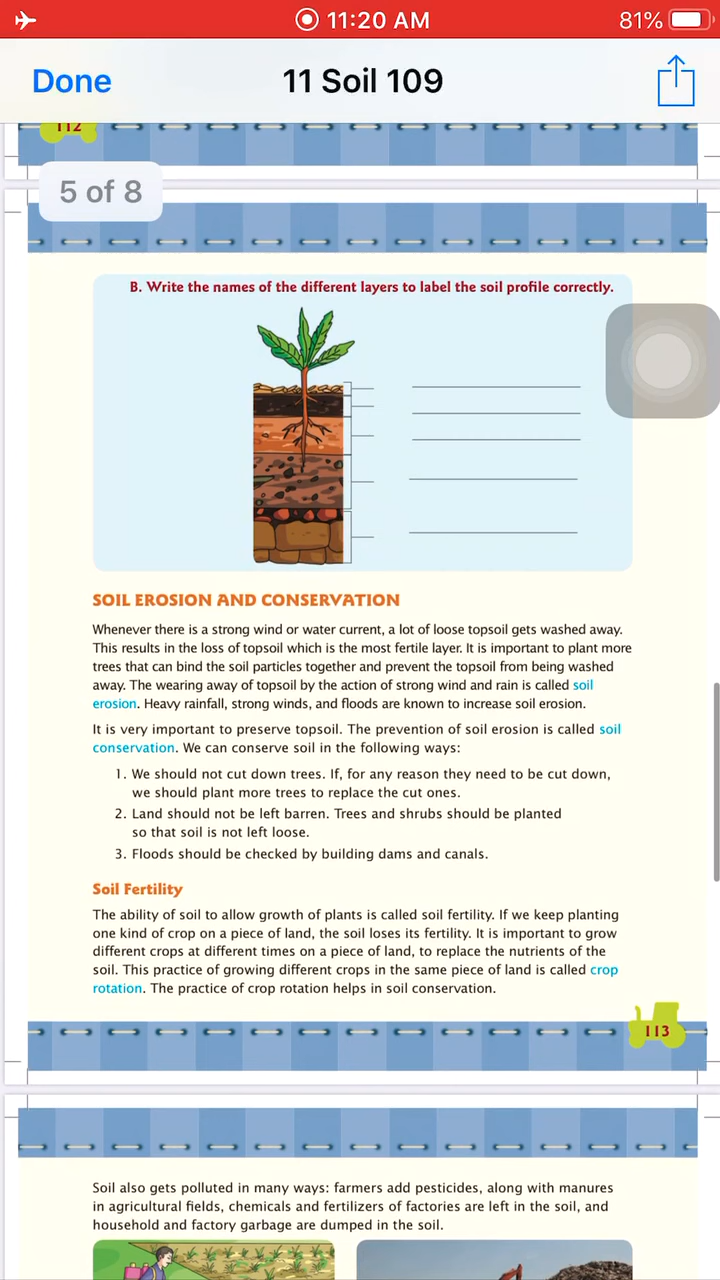 11:20 AM
81%
Done
11 Soil 109
112
5 of 8
B. Write the names of the different layers to label the soil profile correctly.
SOIL EROSION AND CONSERVATION
Whenever there is a strong wind or water current, a lot of loose topsoil gets washed away.
This results in the loss of topsoil which is the most fertile layer. It is important to plant more
trees that can bind the soil particles together and prevent the topsoil from being washed
away. The wearing away of topsoil by the action of strong wind and rain is called soil
erosion. Heavy rainfall, strong winds, and floods are known to increase soil erosion.
It is very important to preserve topsoil. The prevention of soil erosion is called soil
conservation. We can conserve soil in the following ways:
1. We should not cut down trees. If, for any reason they need to be cut down,
we should plant more trees to replace the cut ones.
2. Land should not be left barren. Trees and shrubs should be planted
so that soil is not left loose.
3. Floods should be checked by building dams and canals.
Soil Fertility
The ability of soil to allow growth of plants is called soil fertility. If we keep planting
one kind of crop on a piece of land, the soil loses its fertility. It is important to grow
different crops at different times on a piece of land, to replace the nutrients of the
soil. This practice of growing different crops in the same piece of land is called crop
rotation. The practice of crop rotation helps in soil conservation.
113
Soil also gets polluted in many ways: farmers add pesticides, along with manures
in agricultural fields, chemicals and fertilizers of factories are left in the soil, and
household and factory garbage are dumped in the soil.